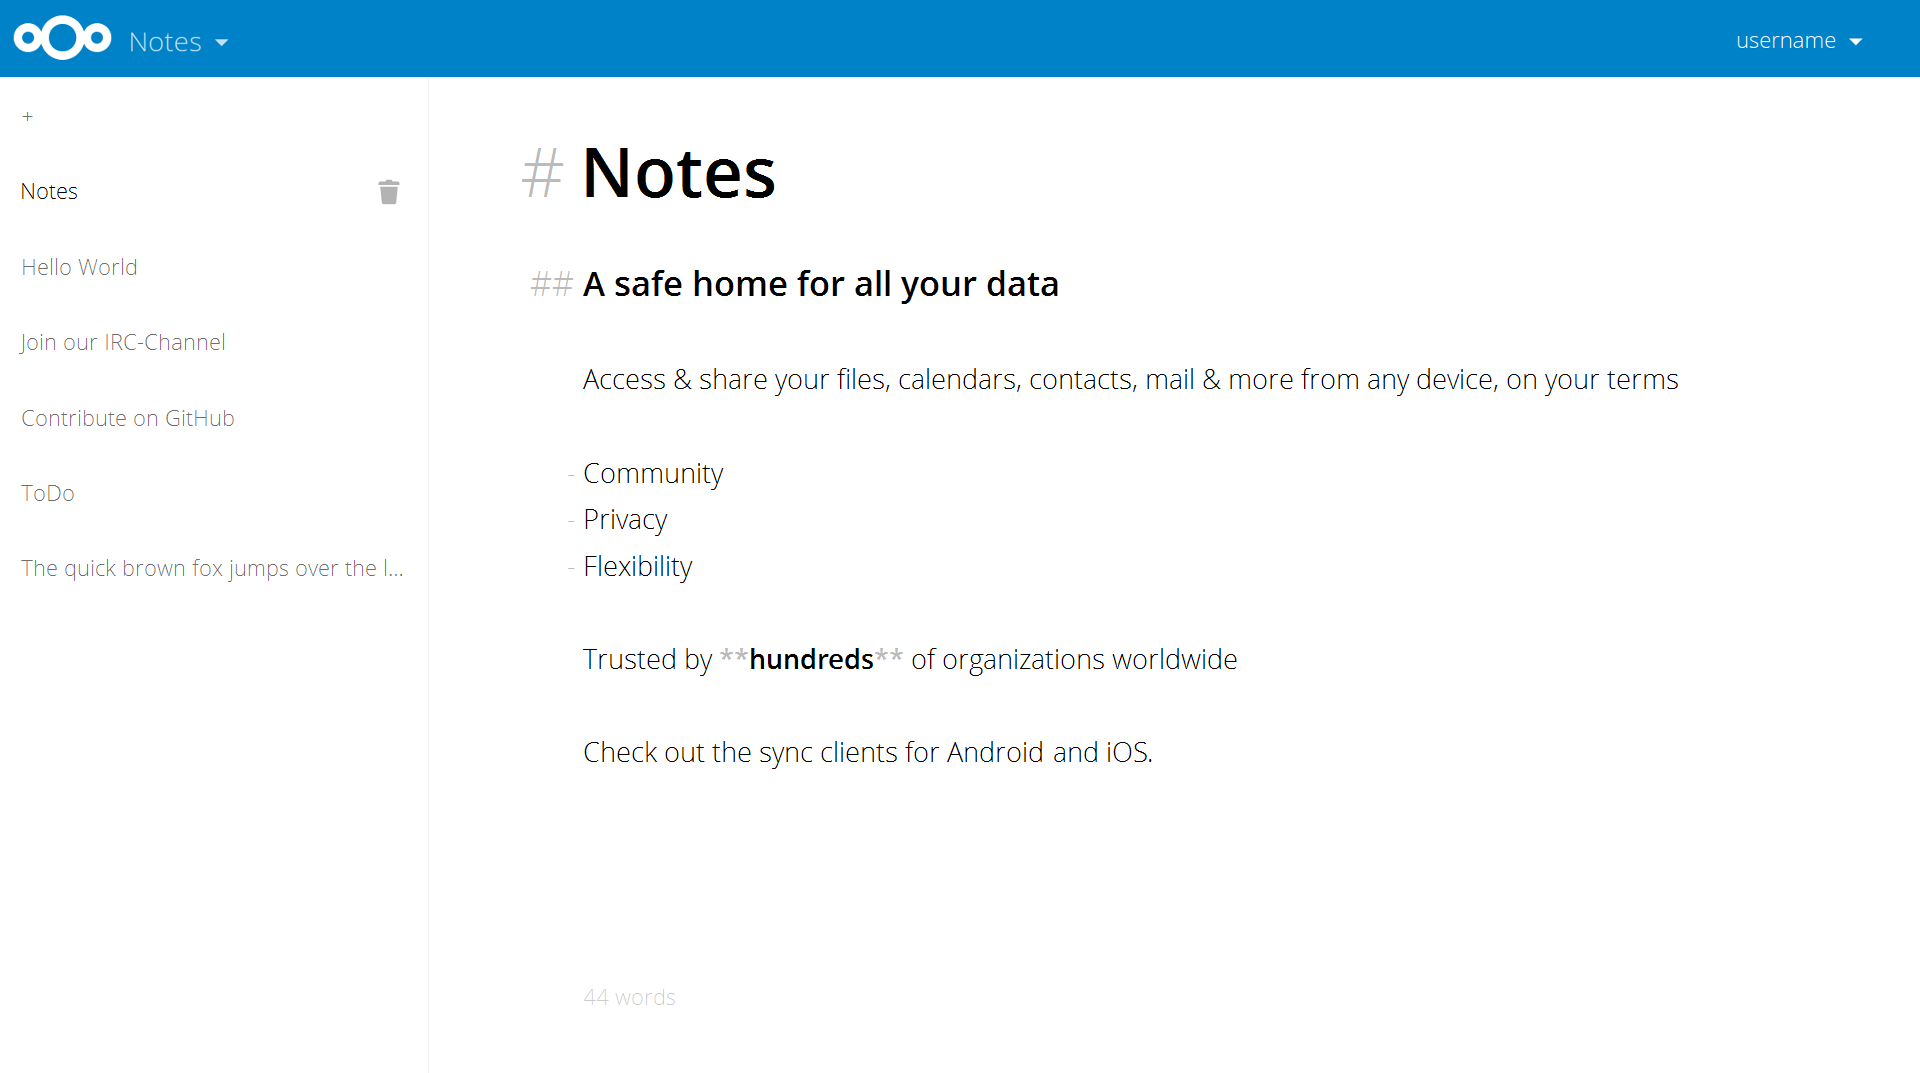 Notes
username
+
Notes
Hello World
Join our IRC-Channel
Contribute on GitHub
ToDo
The quick brown fox jumps over the l...
# Notes
## A safe home for all your data
Access & share your files, calendars, contacts, mail & more from any device, on your terms
- Community
- Privacy
- Flexibility
Trusted by **hundreds** of organizations worldwide
Check out the sync clients for Android and iOS.
44 words